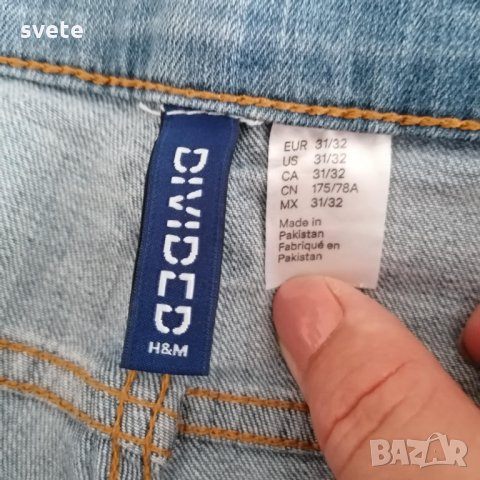 svete
DIVIDED
H&M
EUR 31/32
US 31/32
CA 31/32
CN 175/78A
MX 31/32
Made in
Pakistan
Fabriqué en
Pakistan
BAZAR